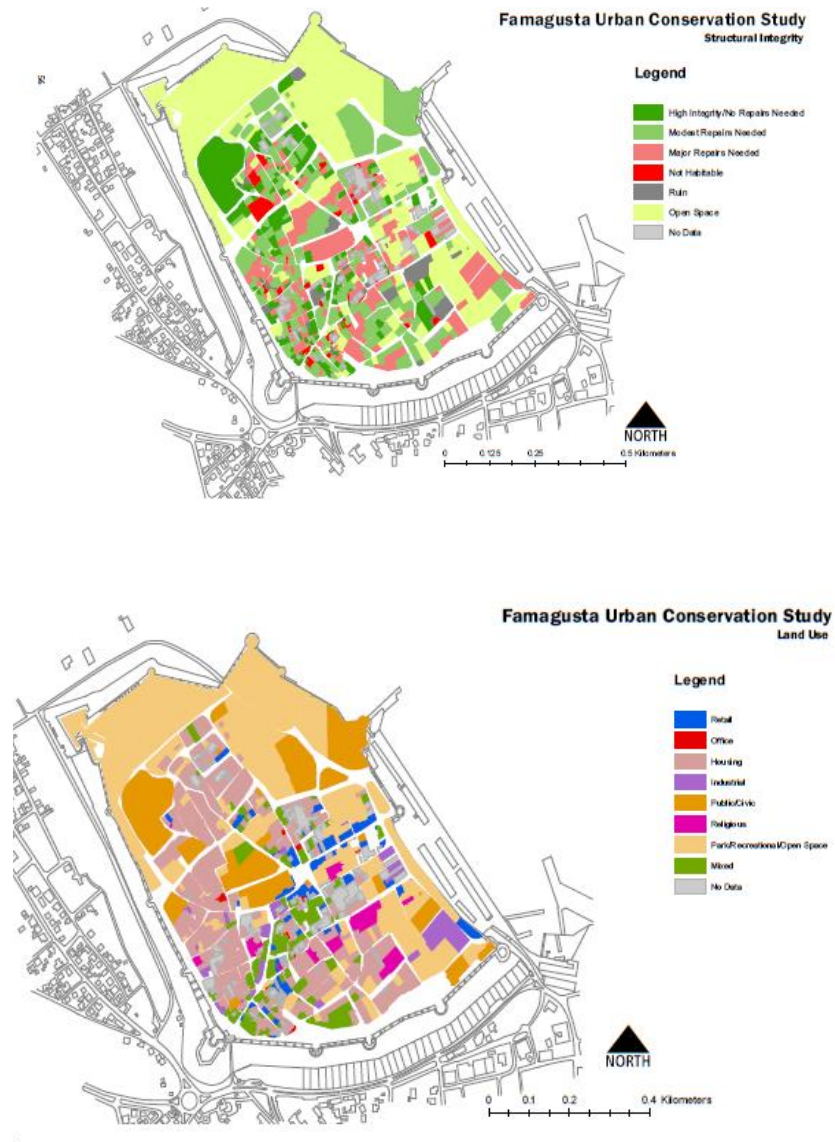 Famagusta Urban Conservation Study
Structural Integrity
Legend
High Integrity/No Repairs Needed
Modest Repairs Needed
Major Repairs Needed
Not Habitable
Ruin
Open Space
No Data
NORTH
0 0.125 0.25 0.5 Kilometers
Famagusta Urban Conservation Study
Land Use
Legend
Retail
Office
Housing
Industrial
Public/Civic
Religious
Park/Recreational/Open Space
Mixed
No Data
NORTH
0 0.1 0.2 0.4 Kilometers